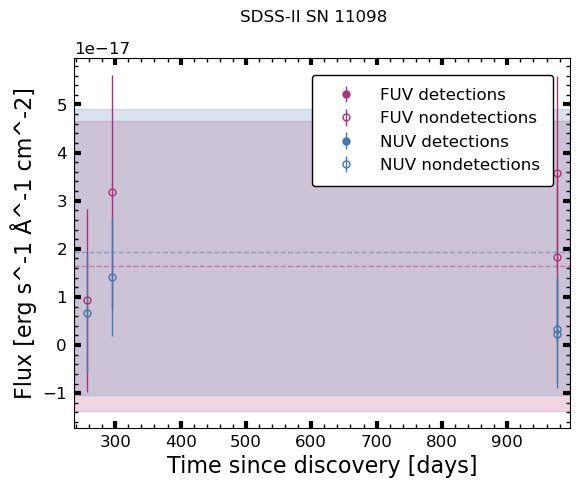 SDSS-II SN 11098
1e−17
FUV detections
FUV nondetections
NUV detections
NUV nondetections
5
4
3
2
1
0
−1
Flux [erg s^-1 Å^-1 cm^-2]
300 400 500 600 700 800 900
Time since discovery [days]